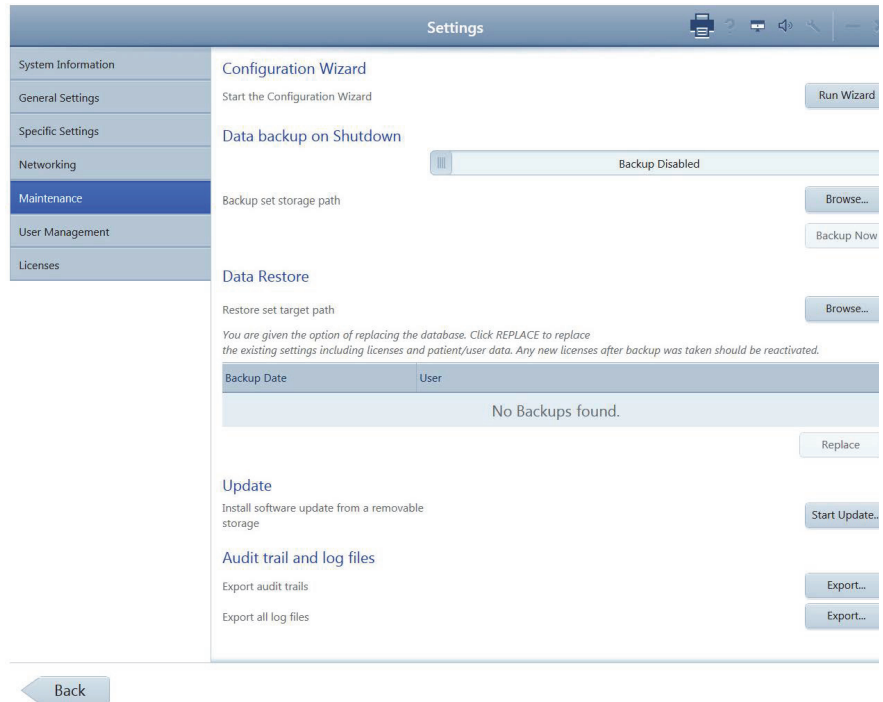 Settings
?
System Information
General Settings
Specific Settings
Networking
Maintenance
User Management
Licenses
Configuration Wizard
Start the Configuration Wizard
Run Wizard
Data backup on Shutdown
Backup Disabled
Backup set storage path
Browse...
Backup Now
Data Restore
Restore set target path
Browse...
You are given the option of replacing the database. Click REPLACE to replace
the existing settings including licenses and patient/user data. Any new licenses after backup was taken should be reactivated.
Backup Date User
No Backups found.
Replace
Update
Install software update from a removable
storage
Start Update..
Audit trail and log files
Export audit trails
Export...
Export all log files
Export...
Back